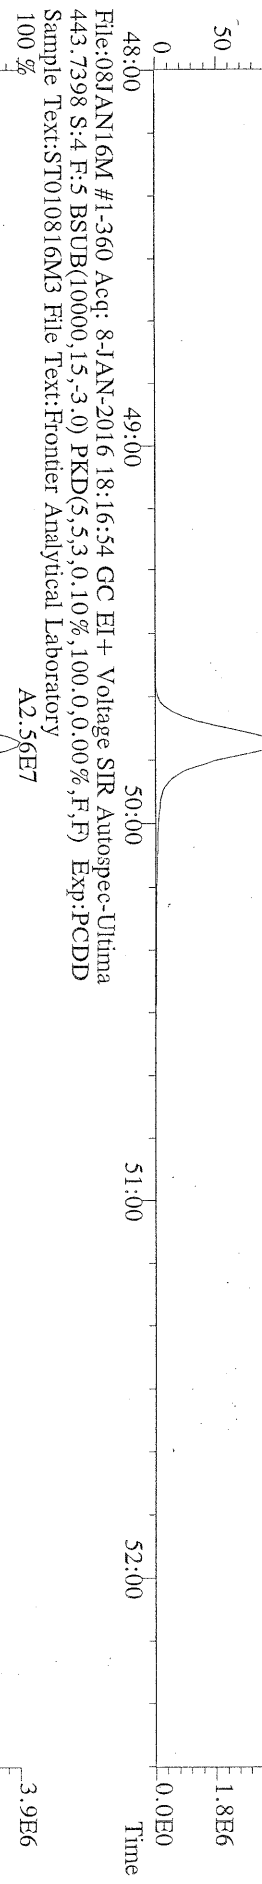 50 1.8E6
0 0.0E0
48:00 49:00 50:00 51:00 52:00 Time
File:08JAN16M #1-360 Acq: 8-JAN-2016 18:16:54 GC EI+ Voltage SIR Autospec-Ultima
443.7398 S:4 F:5 BSUB(10000,15,-3.0) PKD(5,5,3,0.10%,100.0,0.00%,F,F) Exp:PCDD
Sample Text:ST010816M3 File Text:Frontier Analytical Laboratory
100 % A2.56E7 3.9E6